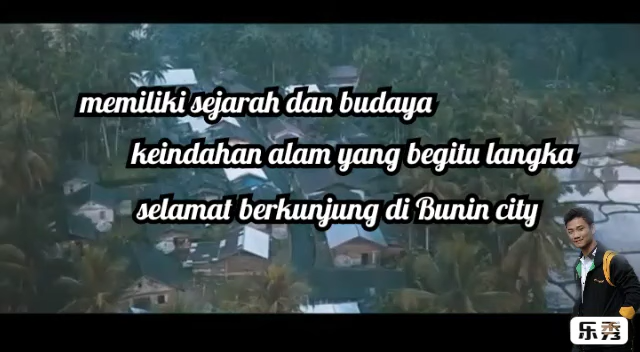 memiliki sejarah dan budaya
keindahan alam yang begitu langka
selamat berkunjung di Bunin city
乐秀